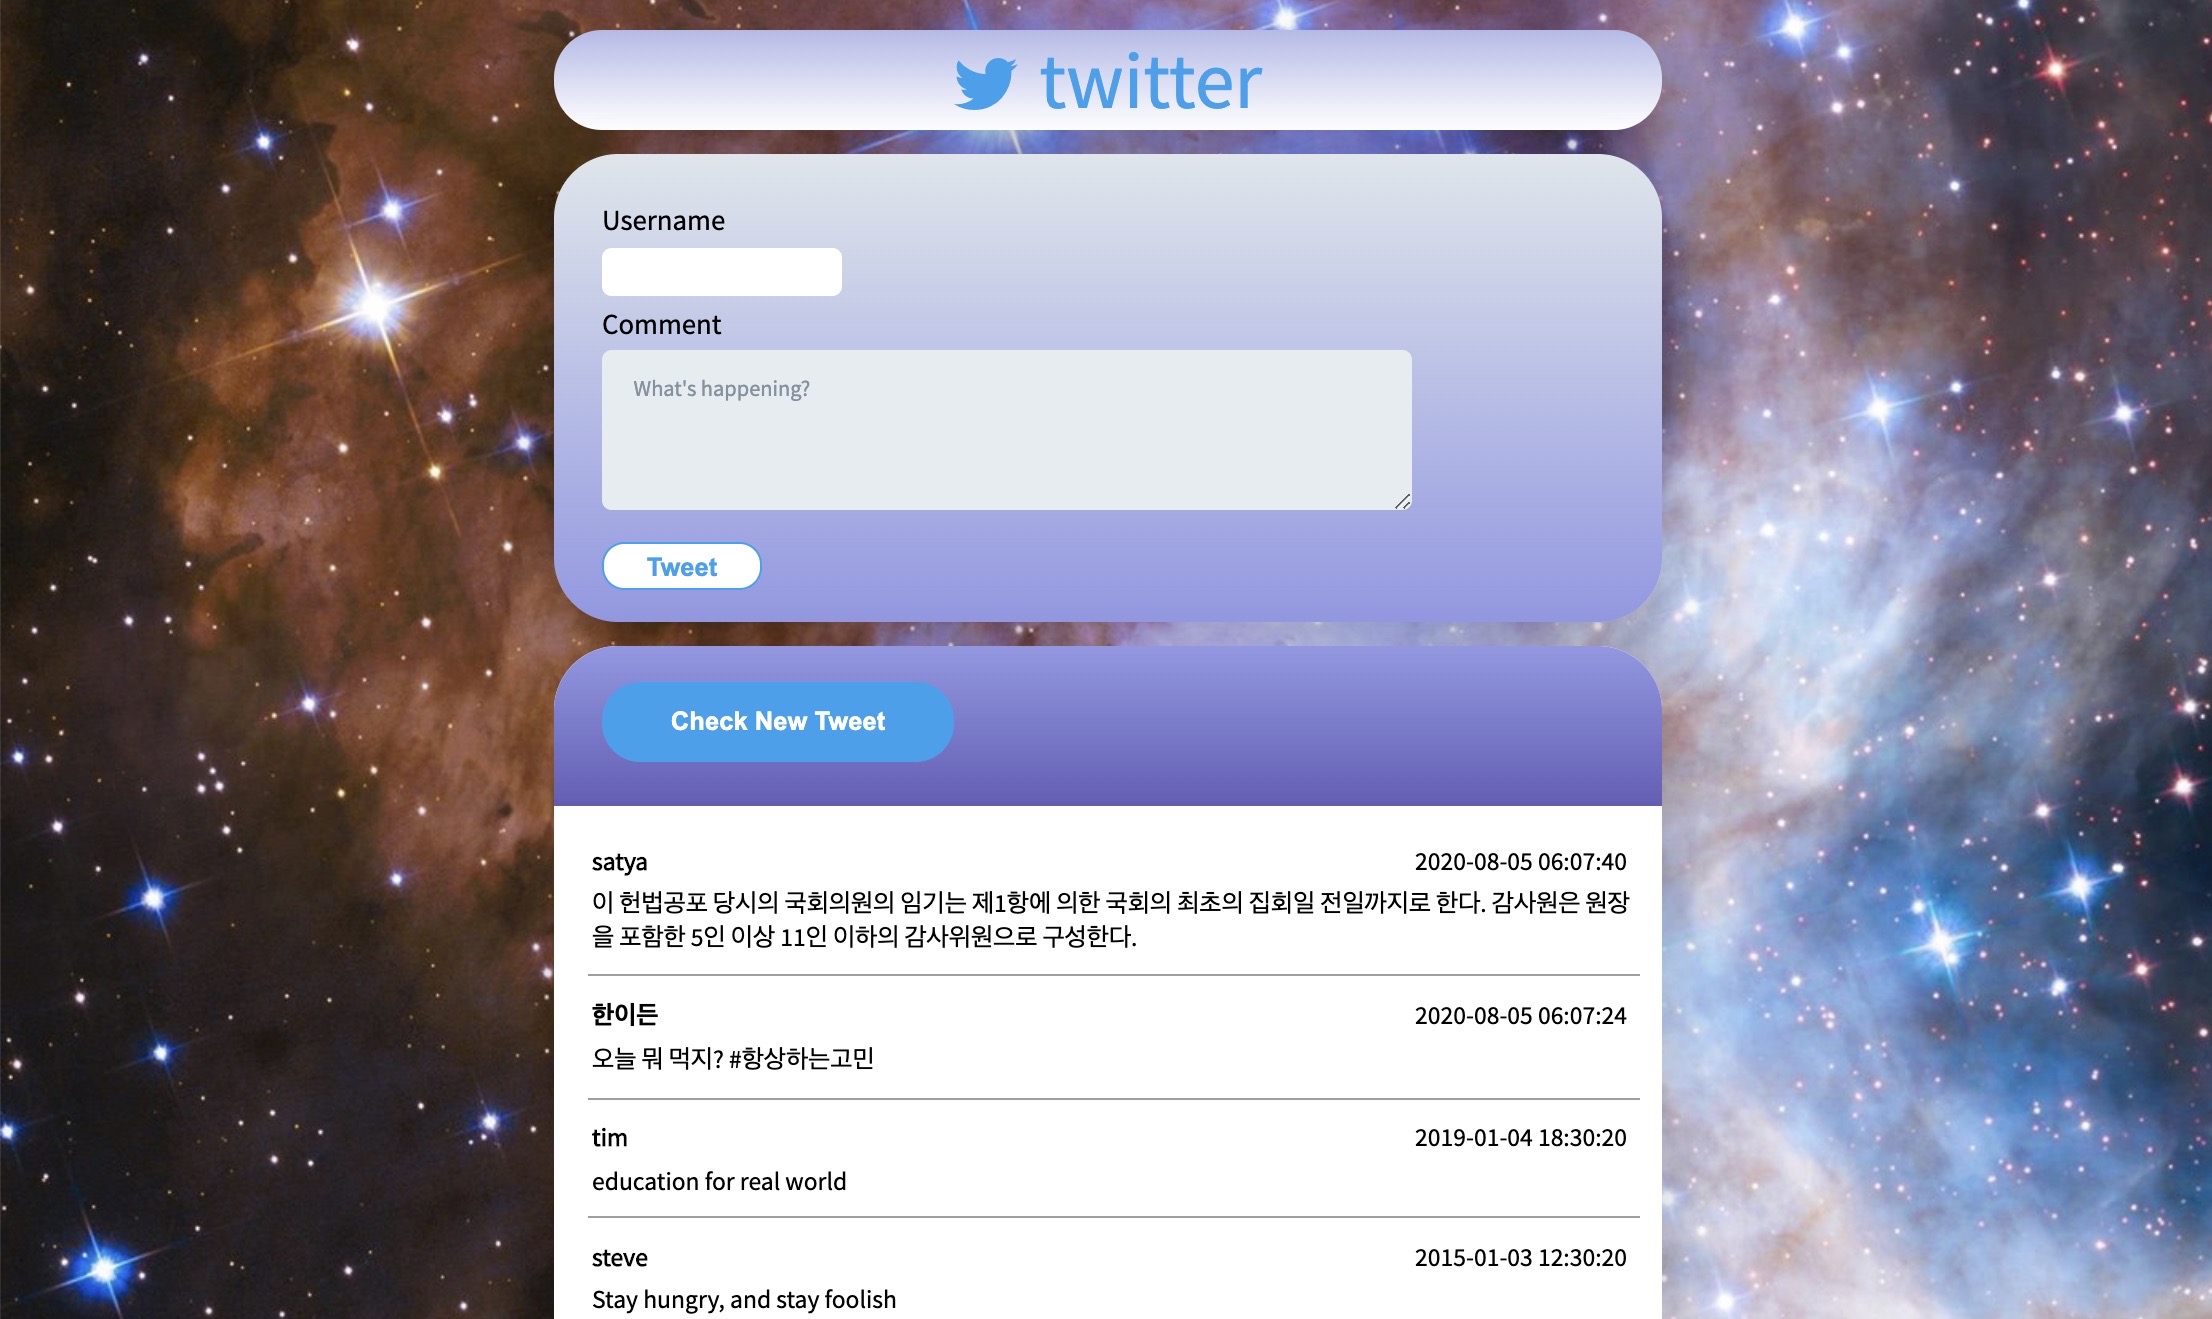 twitter
Username
Comment
What's happening?
Tweet
Check New Tweet
satya 2020-08-05 06:07:40
이 헌법공포 당시의 국회의원의 임기는 제1항에 의한 국회의 최초의 집회일 전일까지로 한다. 감사원은 원장
을 포함한 5인 이상 11인 이하의 감사위원으로 구성한다.
한이든 2020-08-05 06:07:24
오늘 뭐 먹지? #항상하는고민
tim 2019-01-04 18:30:20
education for real world
steve 2015-01-03 12:30:20
Stay hungry, and stay foolish